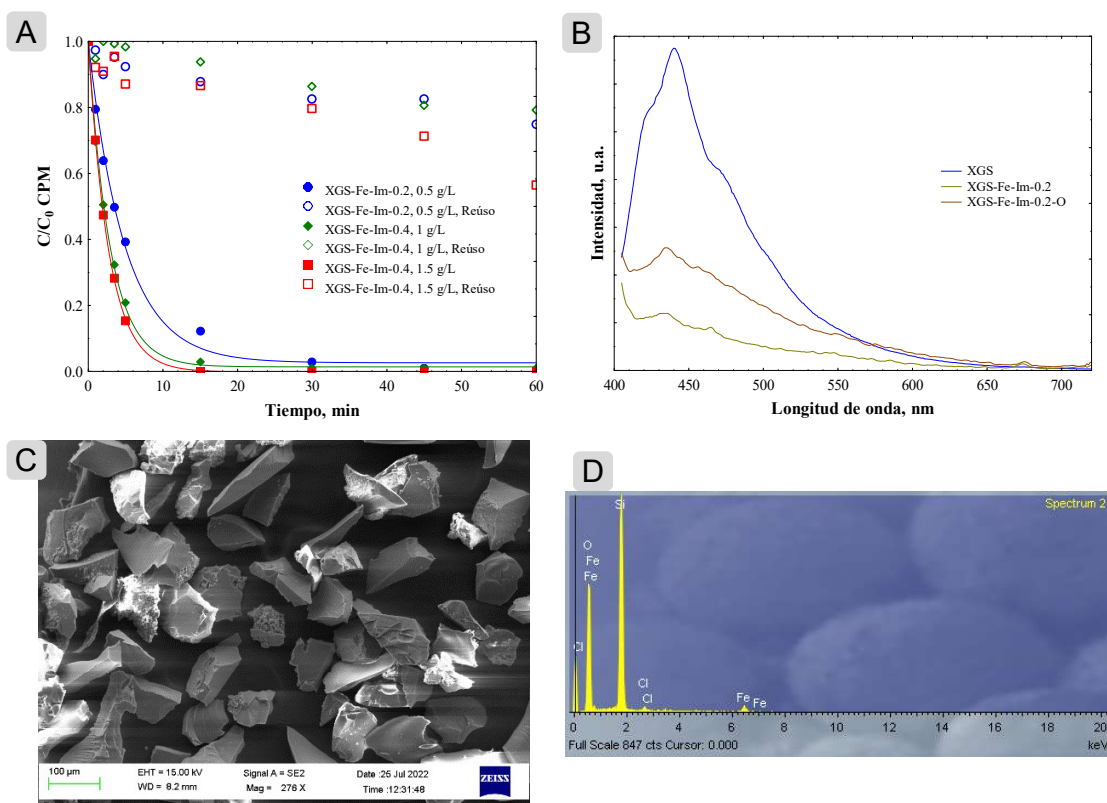 A
1.0
0.8
0.6
0.4
0.2
0.0
C/C0 CPM
XGS-Fe-Im-0.2, 0.5 g/L
XGS-Fe-Im-0.2, 0.5 g/L, Reúso
XGS-Fe-Im-0.4, 1 g/L
XGS-Fe-Im-0.4, 1 g/L, Reúso
XGS-Fe-Im-0.4, 1.5 g/L
XGS-Fe-Im-0.4, 1.5 g/L, Reúso
0 15 30 45 60
Tiempo, min
B
Intensidad, u.a.
XGS
XGS-Fe-Im-0.2
XGS-Fe-Im-0.2-O
400 450 500 550 600 650 700
Longitud de onda, nm
C
100 µm
EHT = 15.00 kV
WD = 8.2 mm
Signal A = SE2
Mag = 276 X
Date :25 Jul 2022
Time :12:31:48
ZEISS
D
Spectrum 2
Si
O
Fe
Fe
Cl
Cl
Cl
Fe
Fe
0 2 4 6 8 10 12 14 16 18 20
Full Scale 847 cts Cursor: 0.000
keV